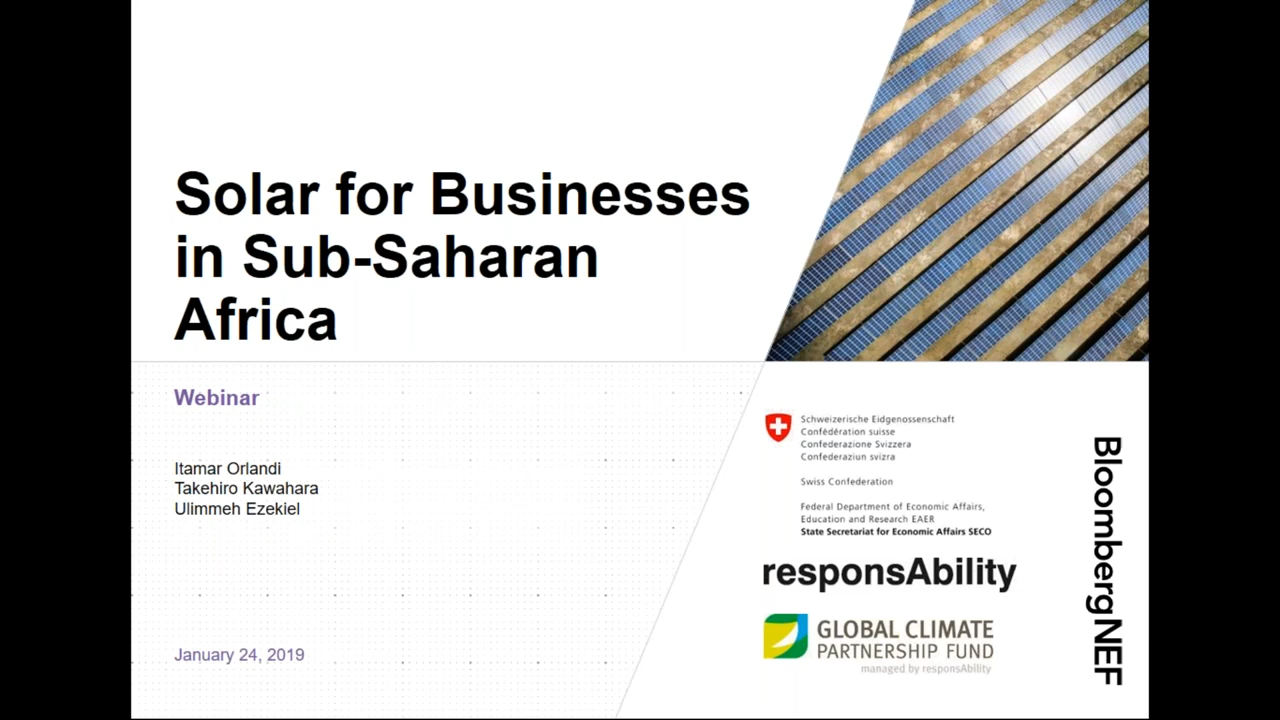 Solar for Businesses
in Sub-Saharan
Africa
Webinar
Itamar Orlandi
Takehiro Kawahara
Ulimmeh Ezekiel
January 24, 2019
Schweizerische Eidgenossenschaft
Confédération suisse
Confederazione Svizzera
Confederaziun svizra
Swiss Confederation
Federal Department of Economic Affairs,
Education and Research EAER
State Secretariat for Economic Affairs SECO
responsAbility
GLOBAL CLIMATE
PARTNERSHIP FUND
managed by responsAbility
BloombergNEF